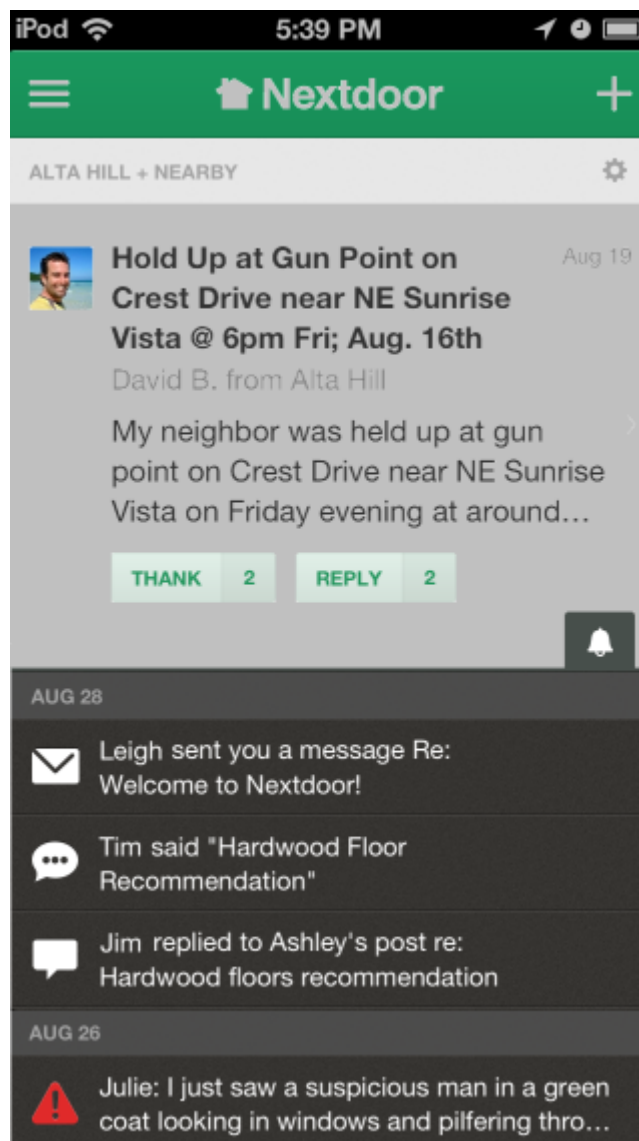 iPod 5:39 PM
Nextdoor
ALTA HILL + NEARBY
Hold Up at Gun Point on Aug 19
Crest Drive near NE Sunrise
Vista @ 6pm Fri; Aug. 16th
David B. from Alta Hill
My neighbor was held up at gun
point on Crest Drive near NE Sunrise
Vista on Friday evening at around...
THANK 2 REPLY 2
AUG 28
Leigh sent you a message Re:
Welcome to Nextdoor!
Tim said "Hardwood Floor
Recommendation"
Jim replied to Ashley's post re:
Hardwood floors recommendation
AUG 26
Julie: I just saw a suspicious man in a green
coat looking in windows and pilfering thro...